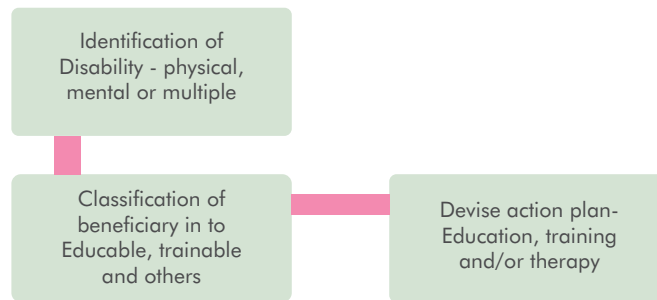 Identification of
Disability - physical,
mental or multiple
Classification of
beneficiary in to
Educable, trainable
and others
Devise action plan-
Education, training
and/or therapy